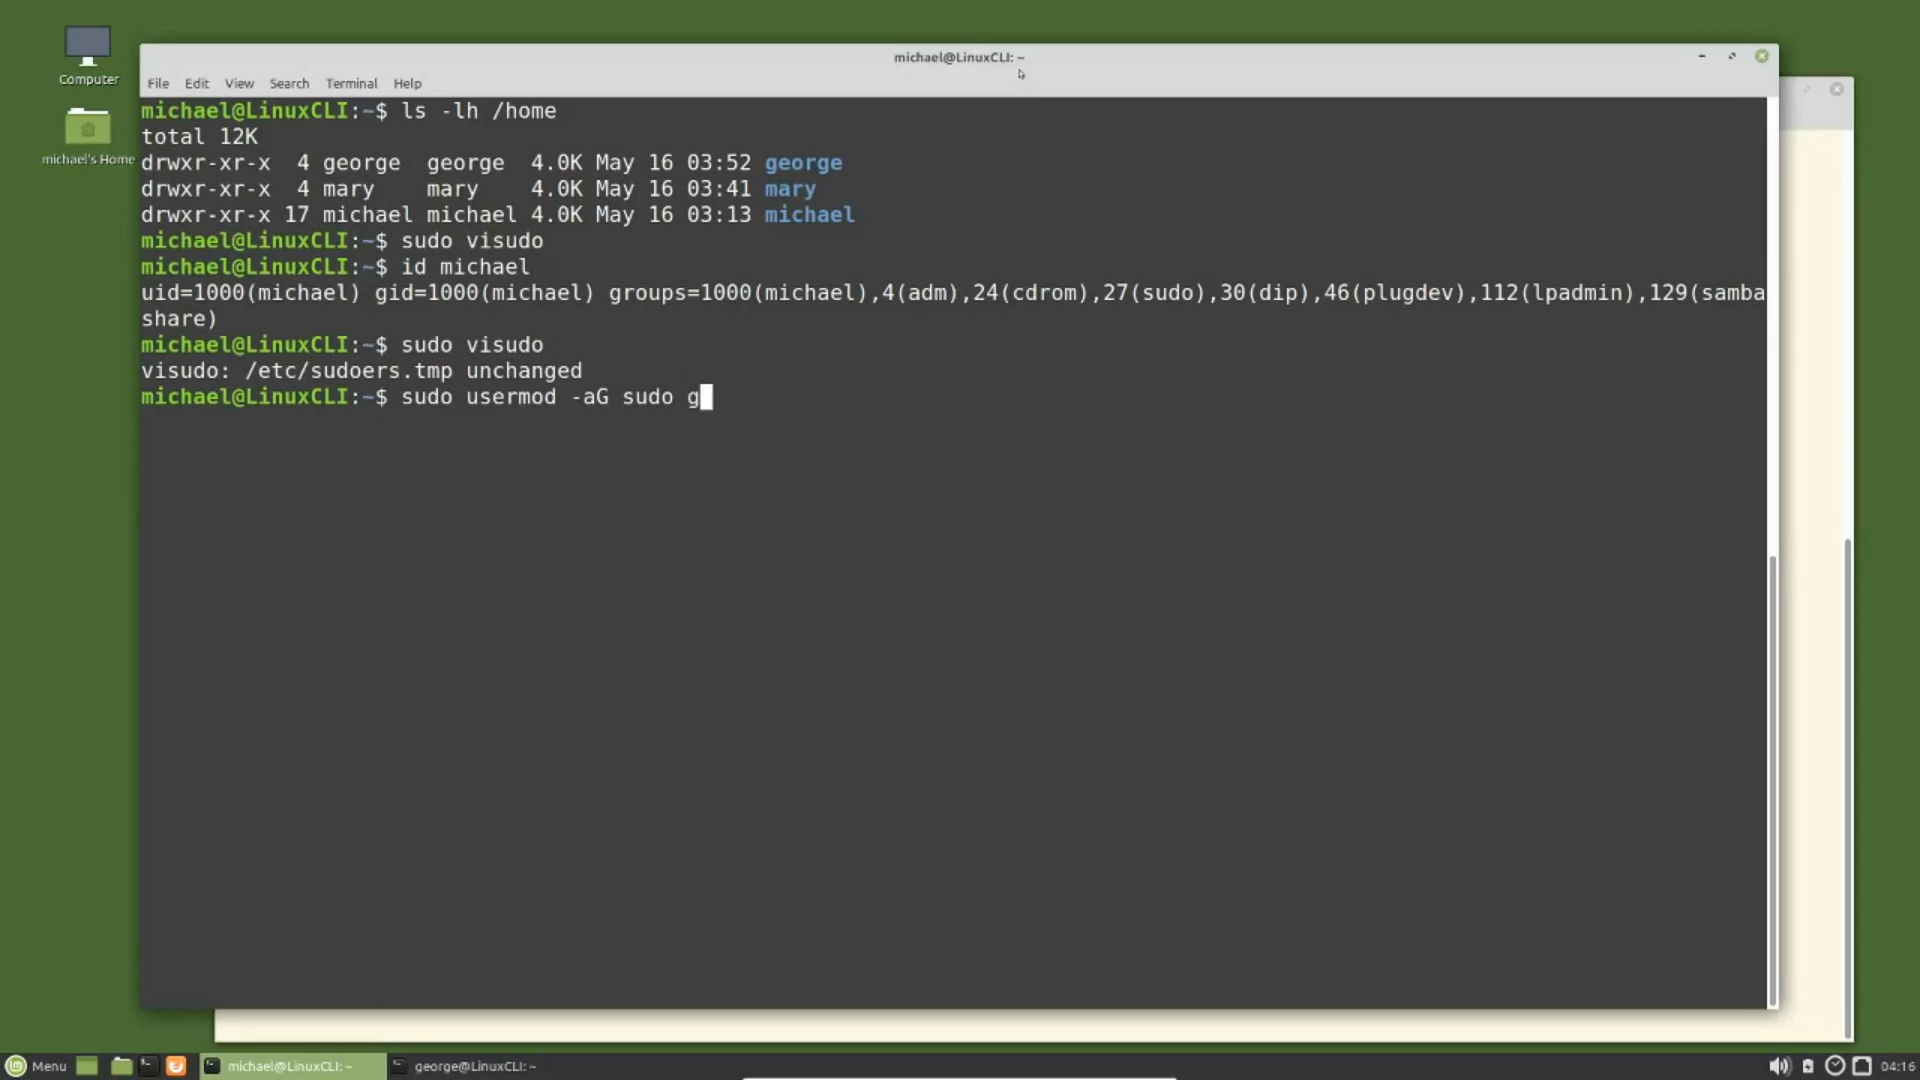 Computer
michael's Home
michael@LinuxCLI: ~
File Edit View Search Terminal Help
michael@LinuxCLI:~$ ls -lh /home
total 12K
drwxr-xr-x  4 george  george  4.0K May 16 03:52 george
drwxr-xr-x  4 mary    mary    4.0K May 16 03:41 mary
drwxr-xr-x 17 michael michael 4.0K May 16 03:13 michael
michael@LinuxCLI:~$ sudo visudo
michael@LinuxCLI:~$ id michael
uid=1000(michael) gid=1000(michael) groups=1000(michael),4(adm),24(cdrom),27(sudo),30(dip),46(plugdev),112(lpadmin),129(samba
share)
michael@LinuxCLI:~$ sudo visudo
visudo: /etc/sudoers.tmp unchanged
michael@LinuxCLI:~$ sudo usermod -aG sudo g
Menu
michael@LinuxCLI: ~
george@LinuxCLI: ~
04:16